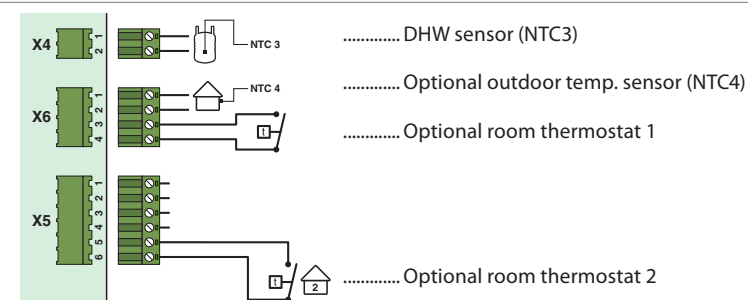 X4
1
2
NTC 3
............. DHW sensor (NTC3)
X6
1
2
3
4
NTC 4
............. Optional outdoor temp. sensor (NTC4)
t
............. Optional room thermostat 1
X5
1
2
3
4
5
6
t
2
............. Optional room thermostat 2